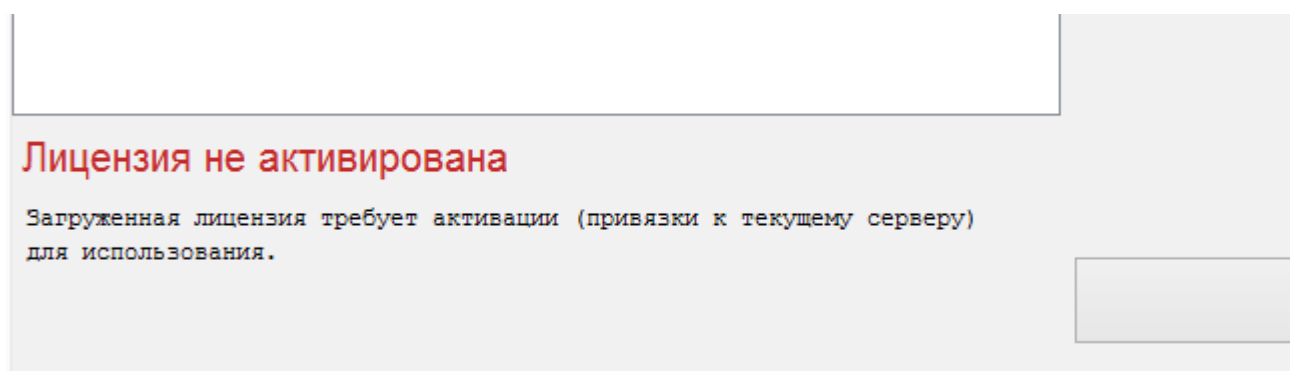 Лицензия не активирована
Загруженная лицензия требует активации (привязки к текущему серверу)
для использования.